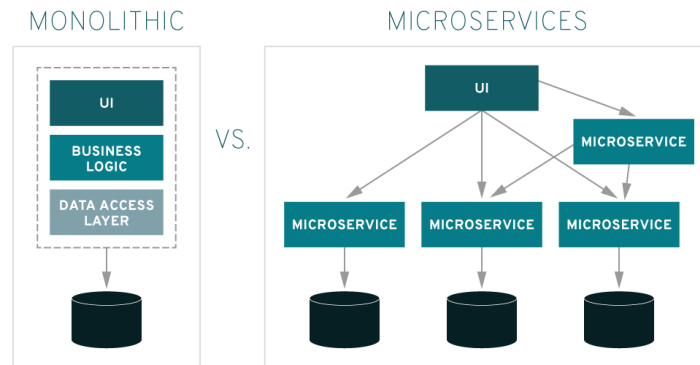 MONOLITHIC
UI
BUSINESS
LOGIC
DATA ACCESS
LAYER
VS.
MICROSERVICES
UI
MICROSERVICE
MICROSERVICE
MICROSERVICE
MICROSERVICE